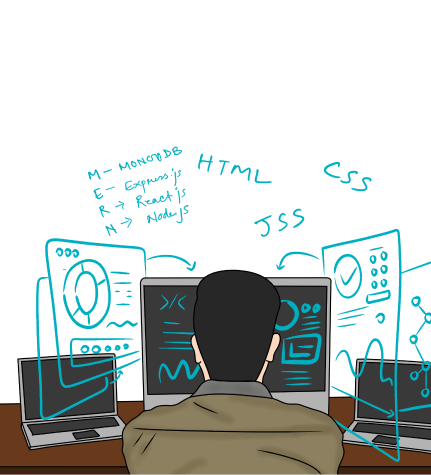 M - MONGODB
E - Express.js
R → React.js
N → Node.js
HTML
CSS
JSS
>/<